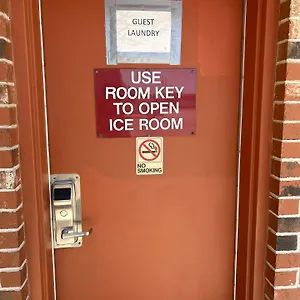 GUEST
LAUNDRY
USE
ROOM KEY
TO OPEN
ICE ROOM
NO
SMOKING